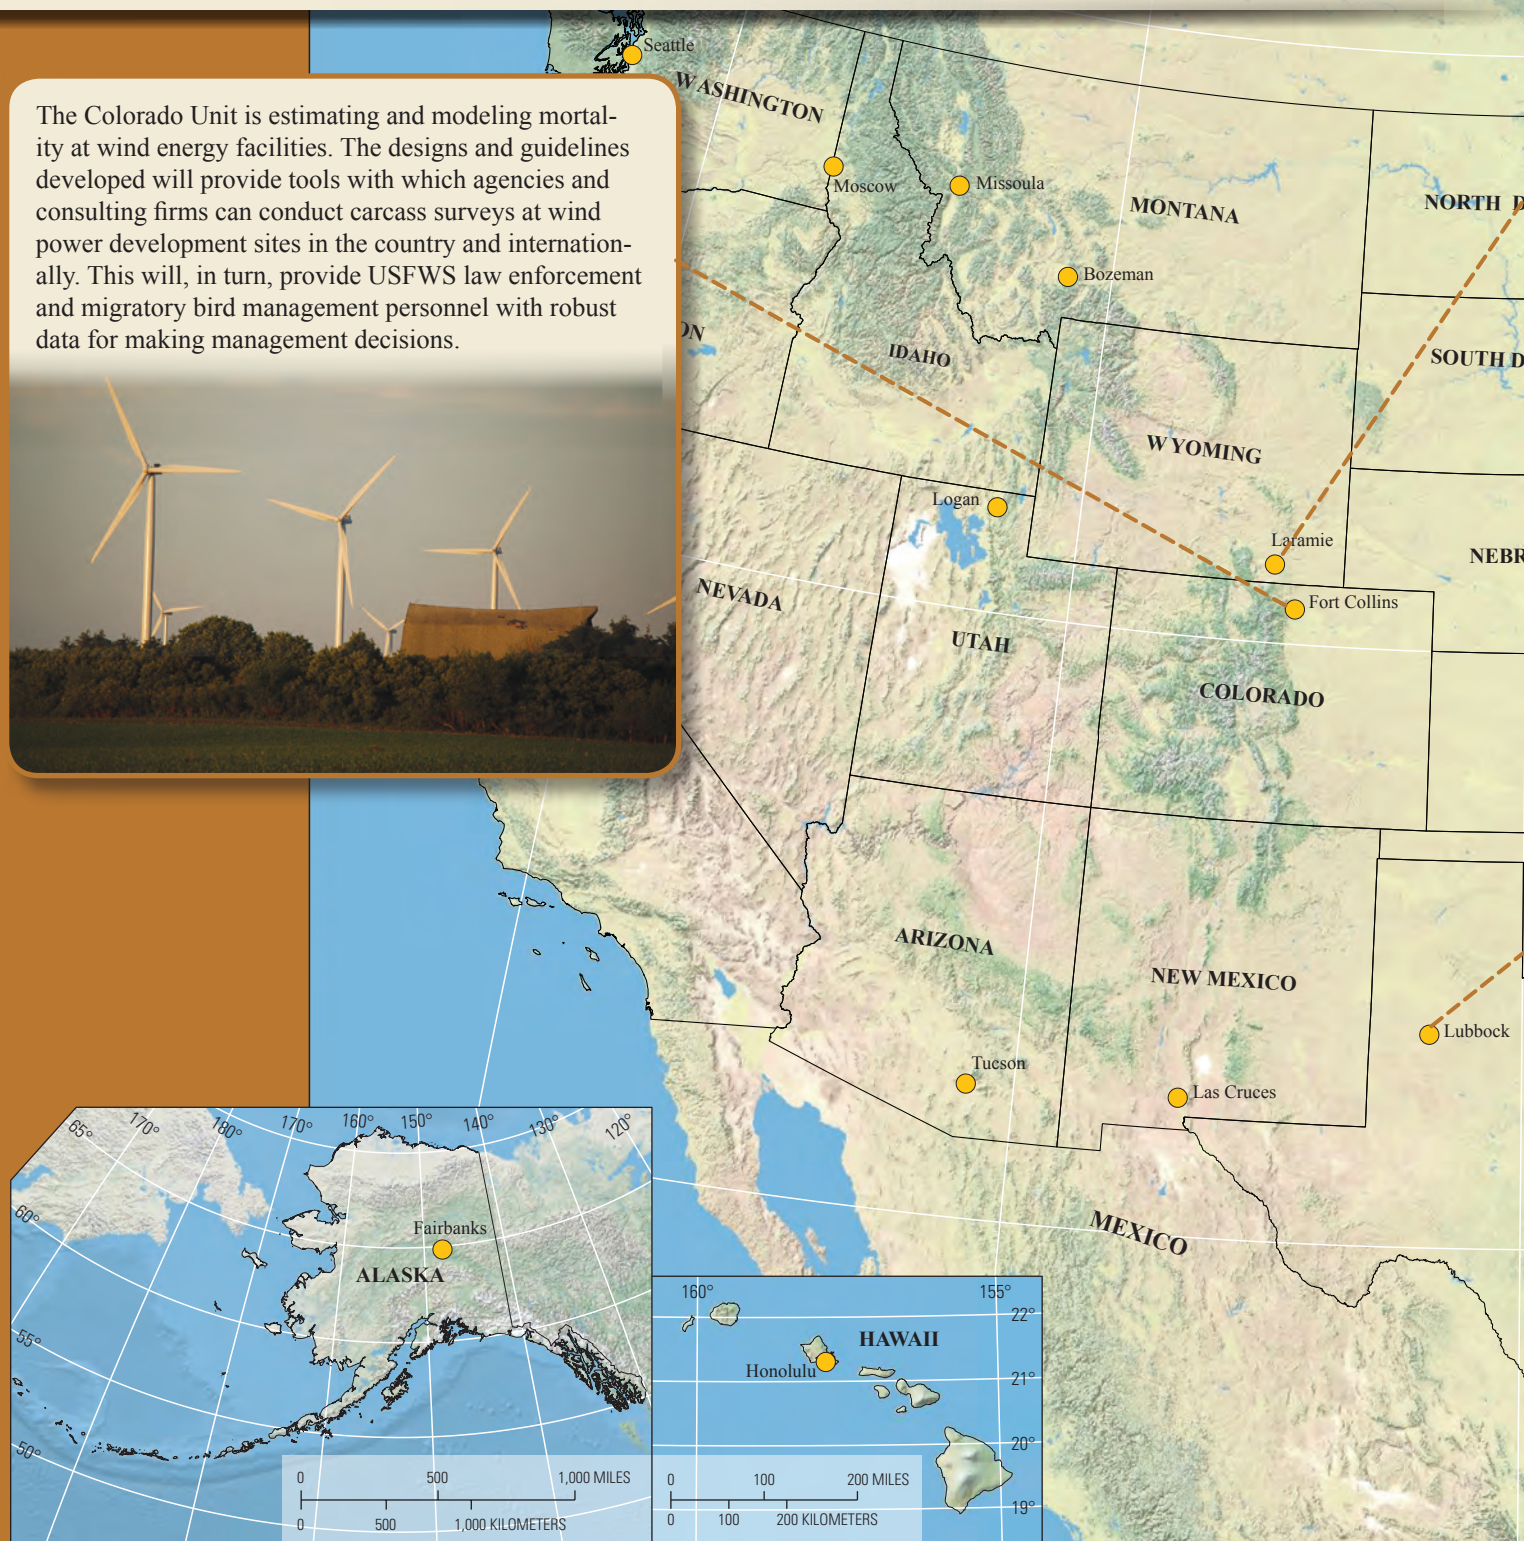 The Colorado Unit is estimating and modeling mortal-
ity at wind energy facilities. The designs and guidelines
developed will provide tools with which agencies and
consulting firms can conduct carcass surveys at wind
power development sites in the country and internation-
ally. This will, in turn, provide USFWS law enforcement
and migratory bird management personnel with robust
data for making management decisions.
Seattle
WASHINGTON
Moscow
Missoula
MONTANA
NORTH D
Bozeman
ON
IDAHO
SOUTH D
WYOMING
Logan
Laramie
NEBR
NEVADA
Fort Collins
UTAH
COLORADO
ARIZONA
NEW MEXICO
Lubbock
Tucson
Las Cruces
MEXICO
65°
170°
180°
170°
160°
150°
140°
130°
120°
60°
Fairbanks
ALASKA
55°
50°
0 500 1,000 MILES
0 500 1,000 KILOMETERS
160°
155°
22°
HAWAII
Honolulu
21°
20°
19°
0 100 200 MILES
0 100 200 KILOMETERS